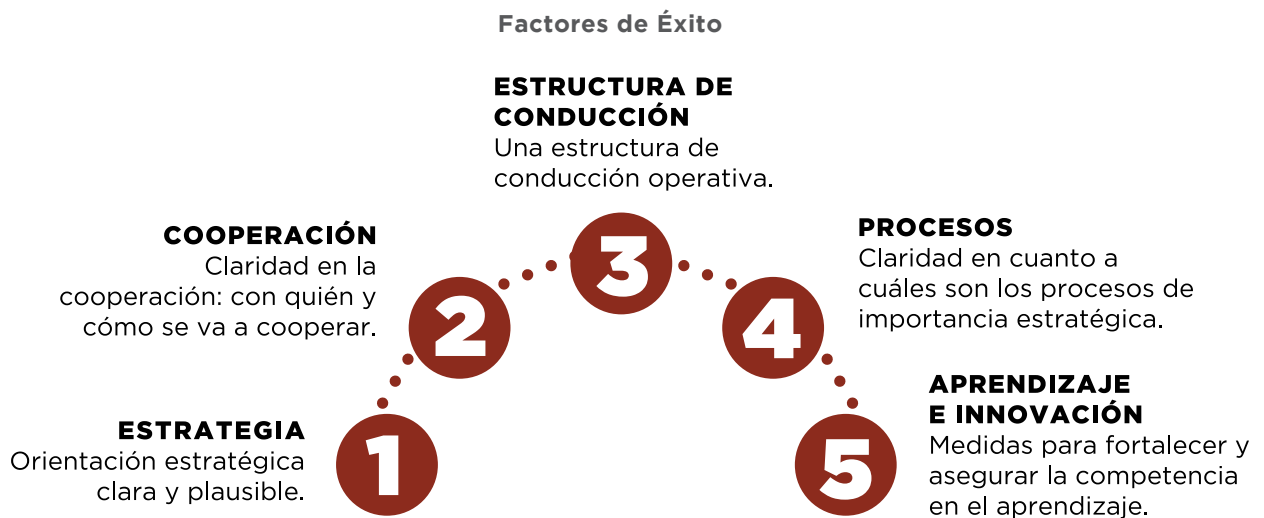 Factores de Éxito
1
ESTRATEGIA
Orientación estratégica
clara y plausible.
2
COOPERACIÓN
Claridad en la
cooperación: con quién y
cómo se va a cooperar.
3
ESTRUCTURA DE
CONDUCCIÓN
Una estructura de
conducción operativa.
4
PROCESOS
Claridad en cuanto a
cuáles son los procesos de
importancia estratégica.
5
APRENDIZAJE
E INNOVACIÓN
Medidas para fortalecer y
asegurar la competencia
en el aprendizaje.